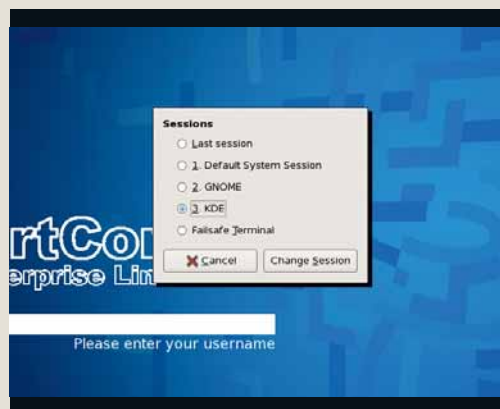 Sessions
Last session
1. Default System Session
2. GNOME
3. KDE
Failsafe Terminal
Cancel
Change Session
rtCo
erprise Lin
Please enter your username